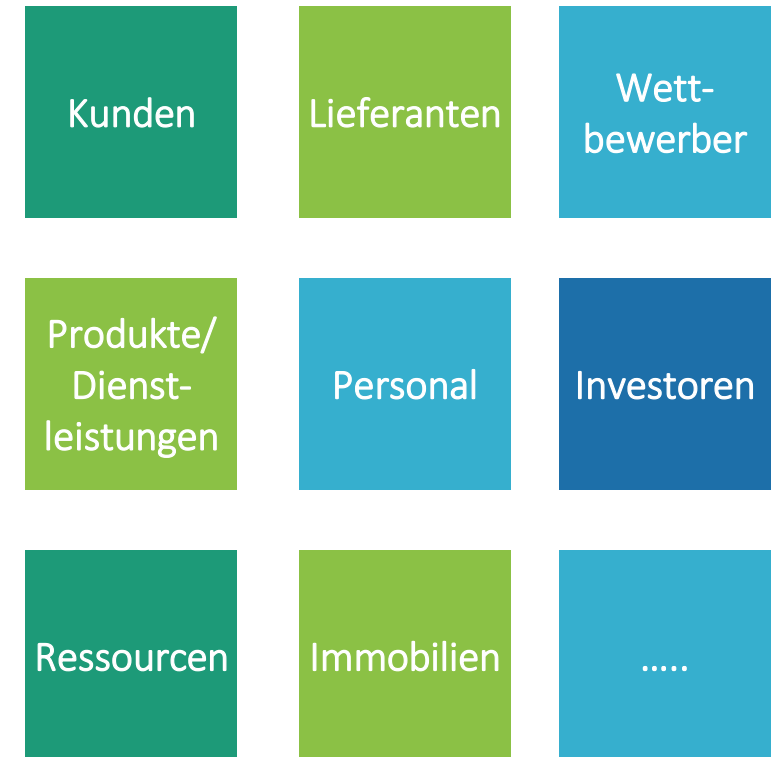 Kunden
Lieferanten
Wett-
bewerber
Produkte/
Dienst-
leistungen
Personal
Investoren
Ressourcen
Immobilien
.....